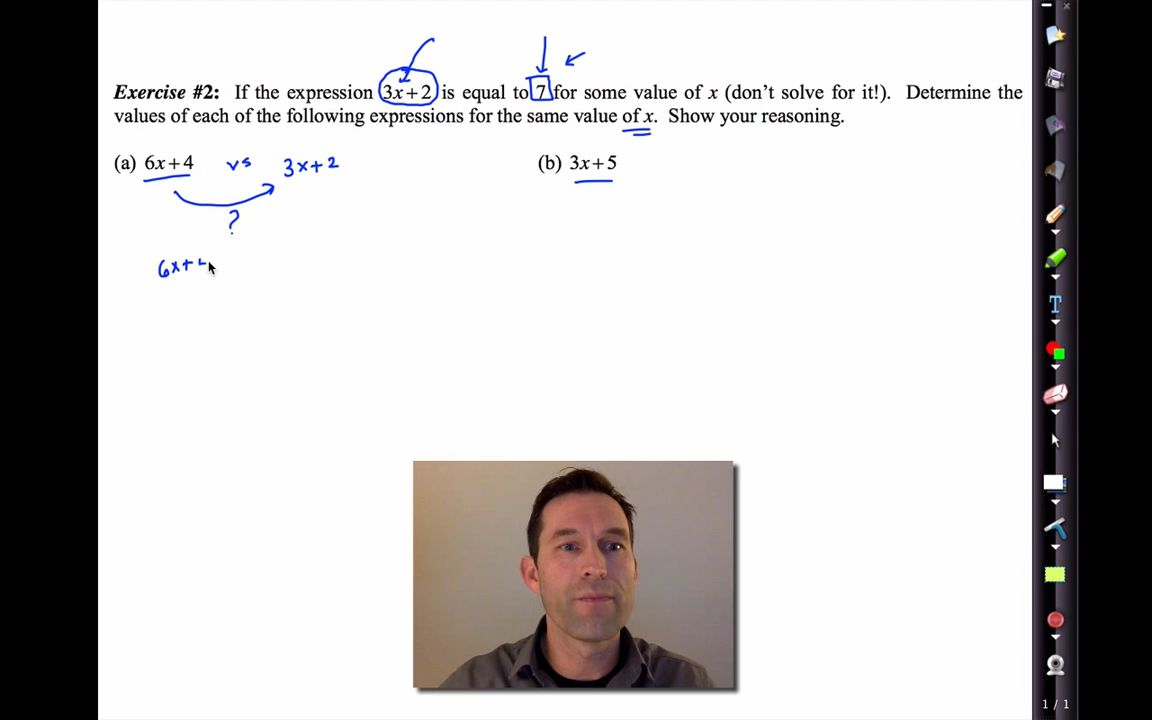 Exercise #2: If the expression 3x+2 is equal to 7 for some value of x (don't solve for it!). Determine the
values of each of the following expressions for the same value of x. Show your reasoning.
(a) 6x+4 vs 3x+2 (b) 3x+5
?
6x+4
T
1 / 1